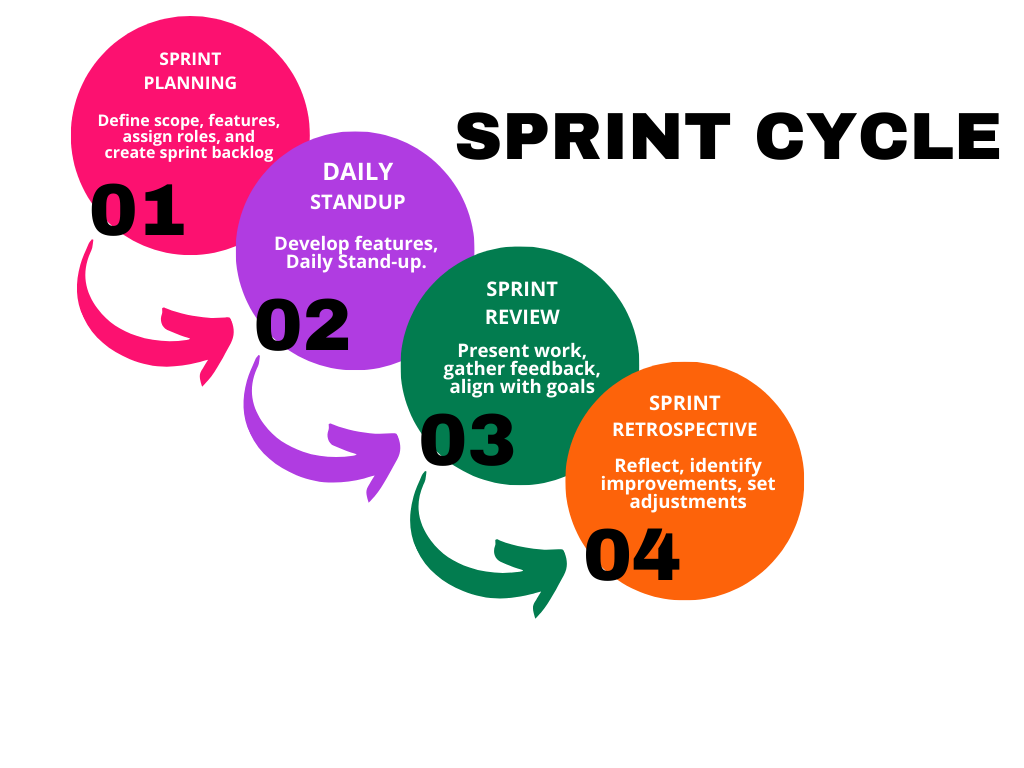 SPRINT CYCLE
SPRINT
PLANNING
Define scope, features,
assign roles, and
create sprint backlog
01
DAILY
STANDUP
Develop features,
Daily Stand-up.
02
SPRINT
REVIEW
Present work,
gather feedback,
align with goals
03
SPRINT
RETROSPECTIVE
Reflect, identify
improvements, set
adjustments
04